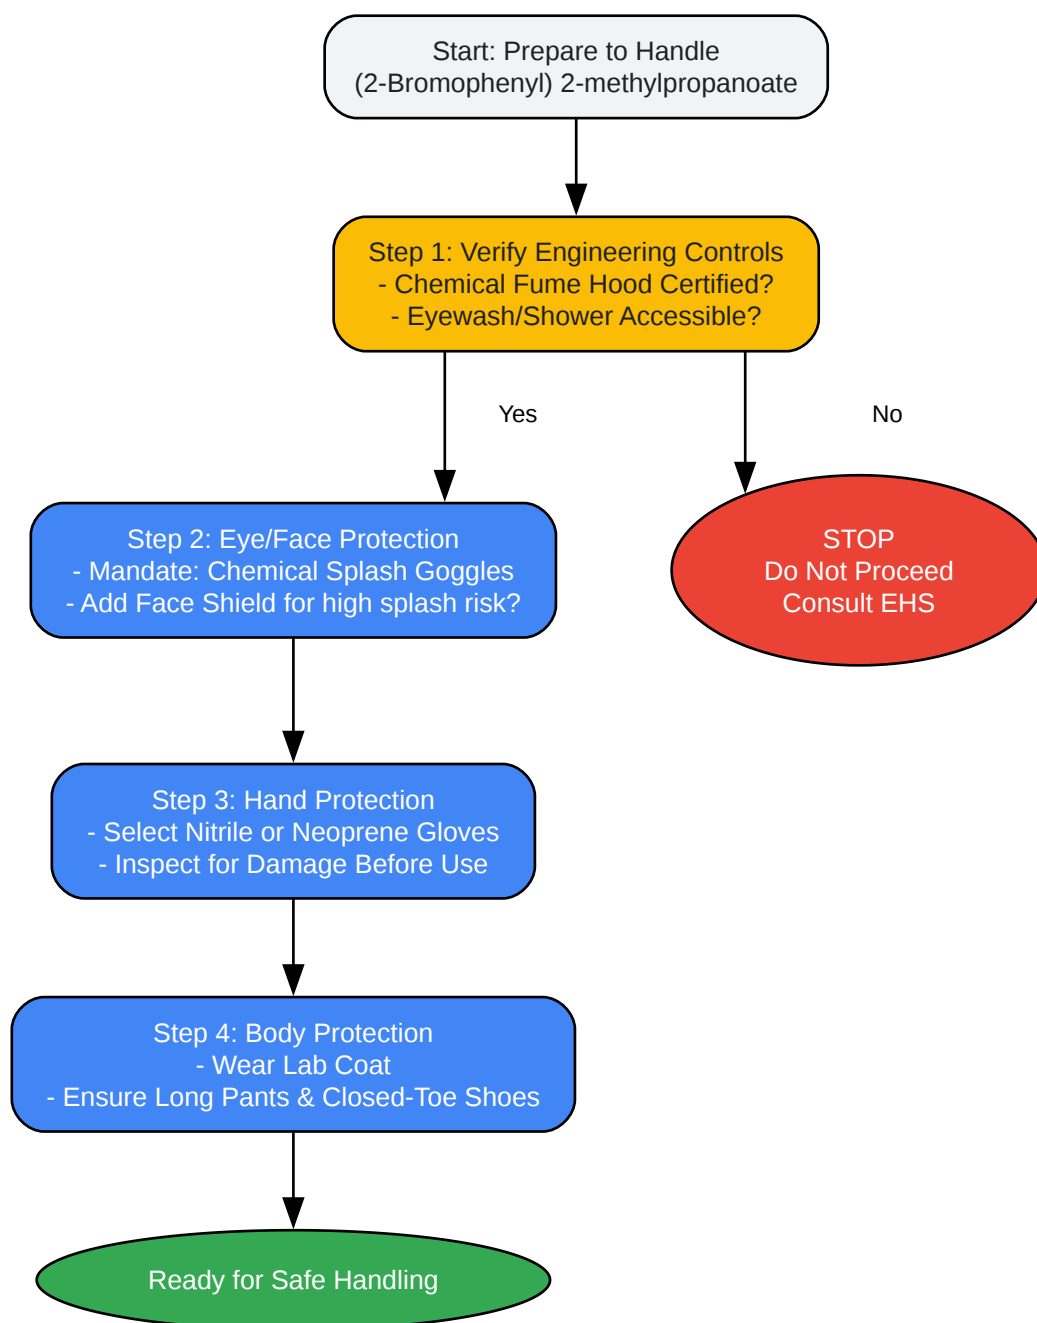 Start: Prepare to Handle
(2-Bromophenyl) 2-methylpropanoate
Step 1: Verify Engineering Controls
- Chemical Fume Hood Certified?
- Eyewash/Shower Accessible?
Yes
No
Step 2: Eye/Face Protection
- Mandate: Chemical Splash Goggles
- Add Face Shield for high splash risk?
STOP
Do Not Proceed
Consult EHS
Step 3: Hand Protection
- Select Nitrile or Neoprene Gloves
- Inspect for Damage Before Use
Step 4: Body Protection
- Wear Lab Coat
- Ensure Long Pants & Closed-Toe Shoes
Ready for Safe Handling